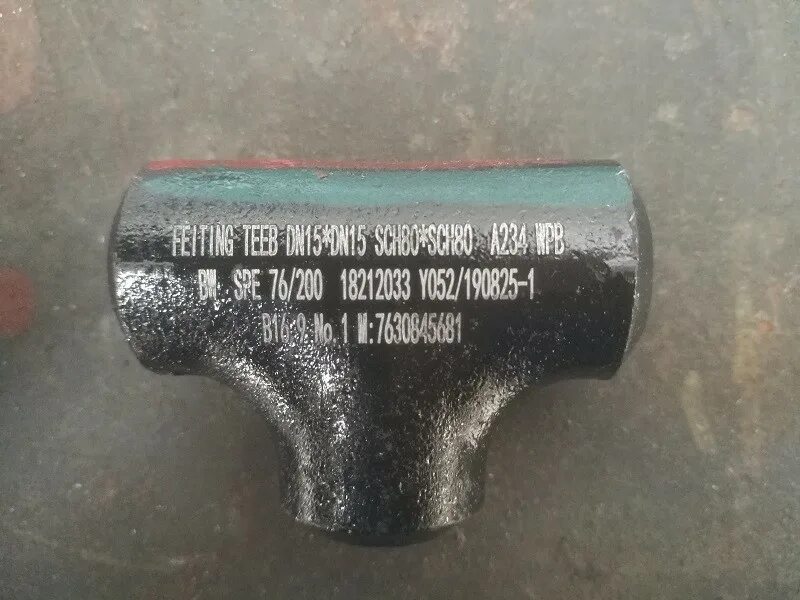 FEITING TEEB DN15*DN15 SCH80*SCH80 A234 WPB
BW. SPE 76/200 18212033 Y052/190825-1
B16.9 No.1 M:7630845681